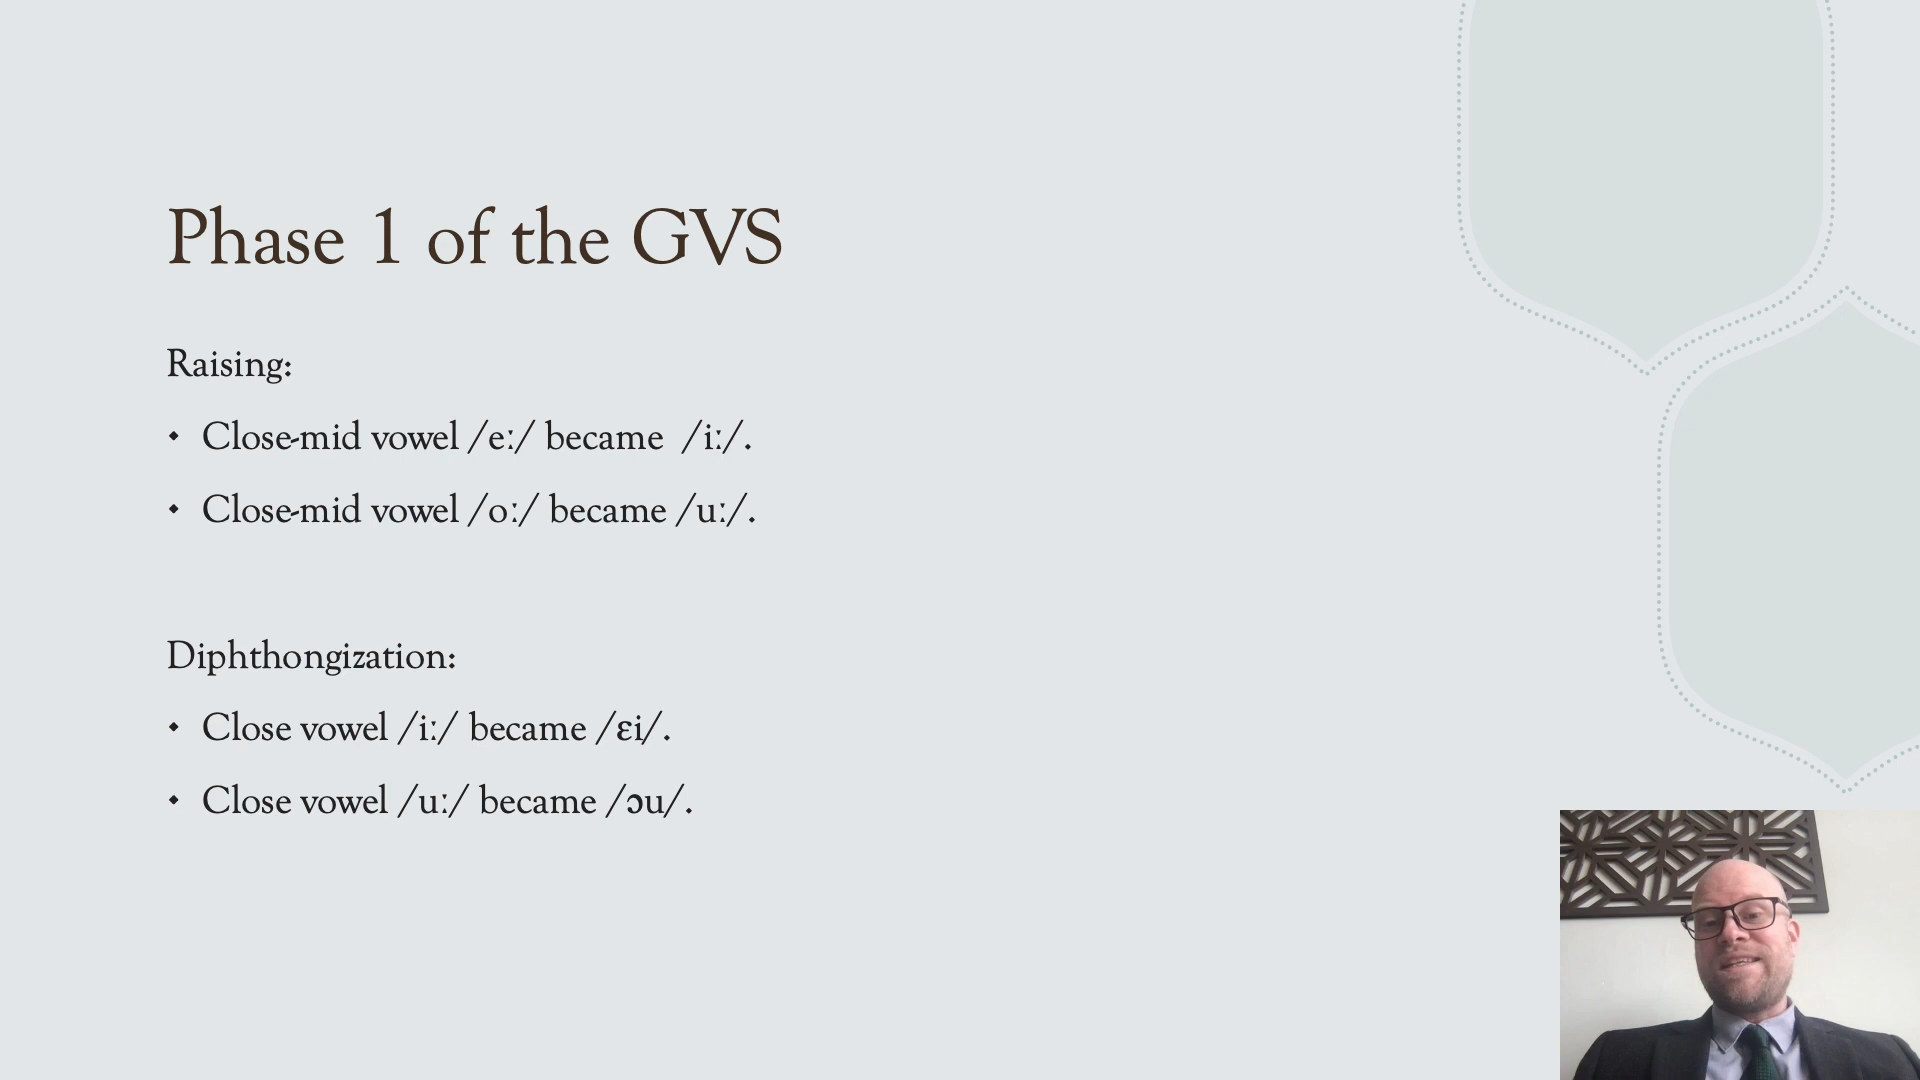 Phase 1 of the GVS
Raising:
• Close-mid vowel /eː/ became /iː/.
• Close-mid vowel /oː/ became /uː/.
Diphthongization:
• Close vowel /iː/ became /ɛi/.
• Close vowel /uː/ became /ɔu/.